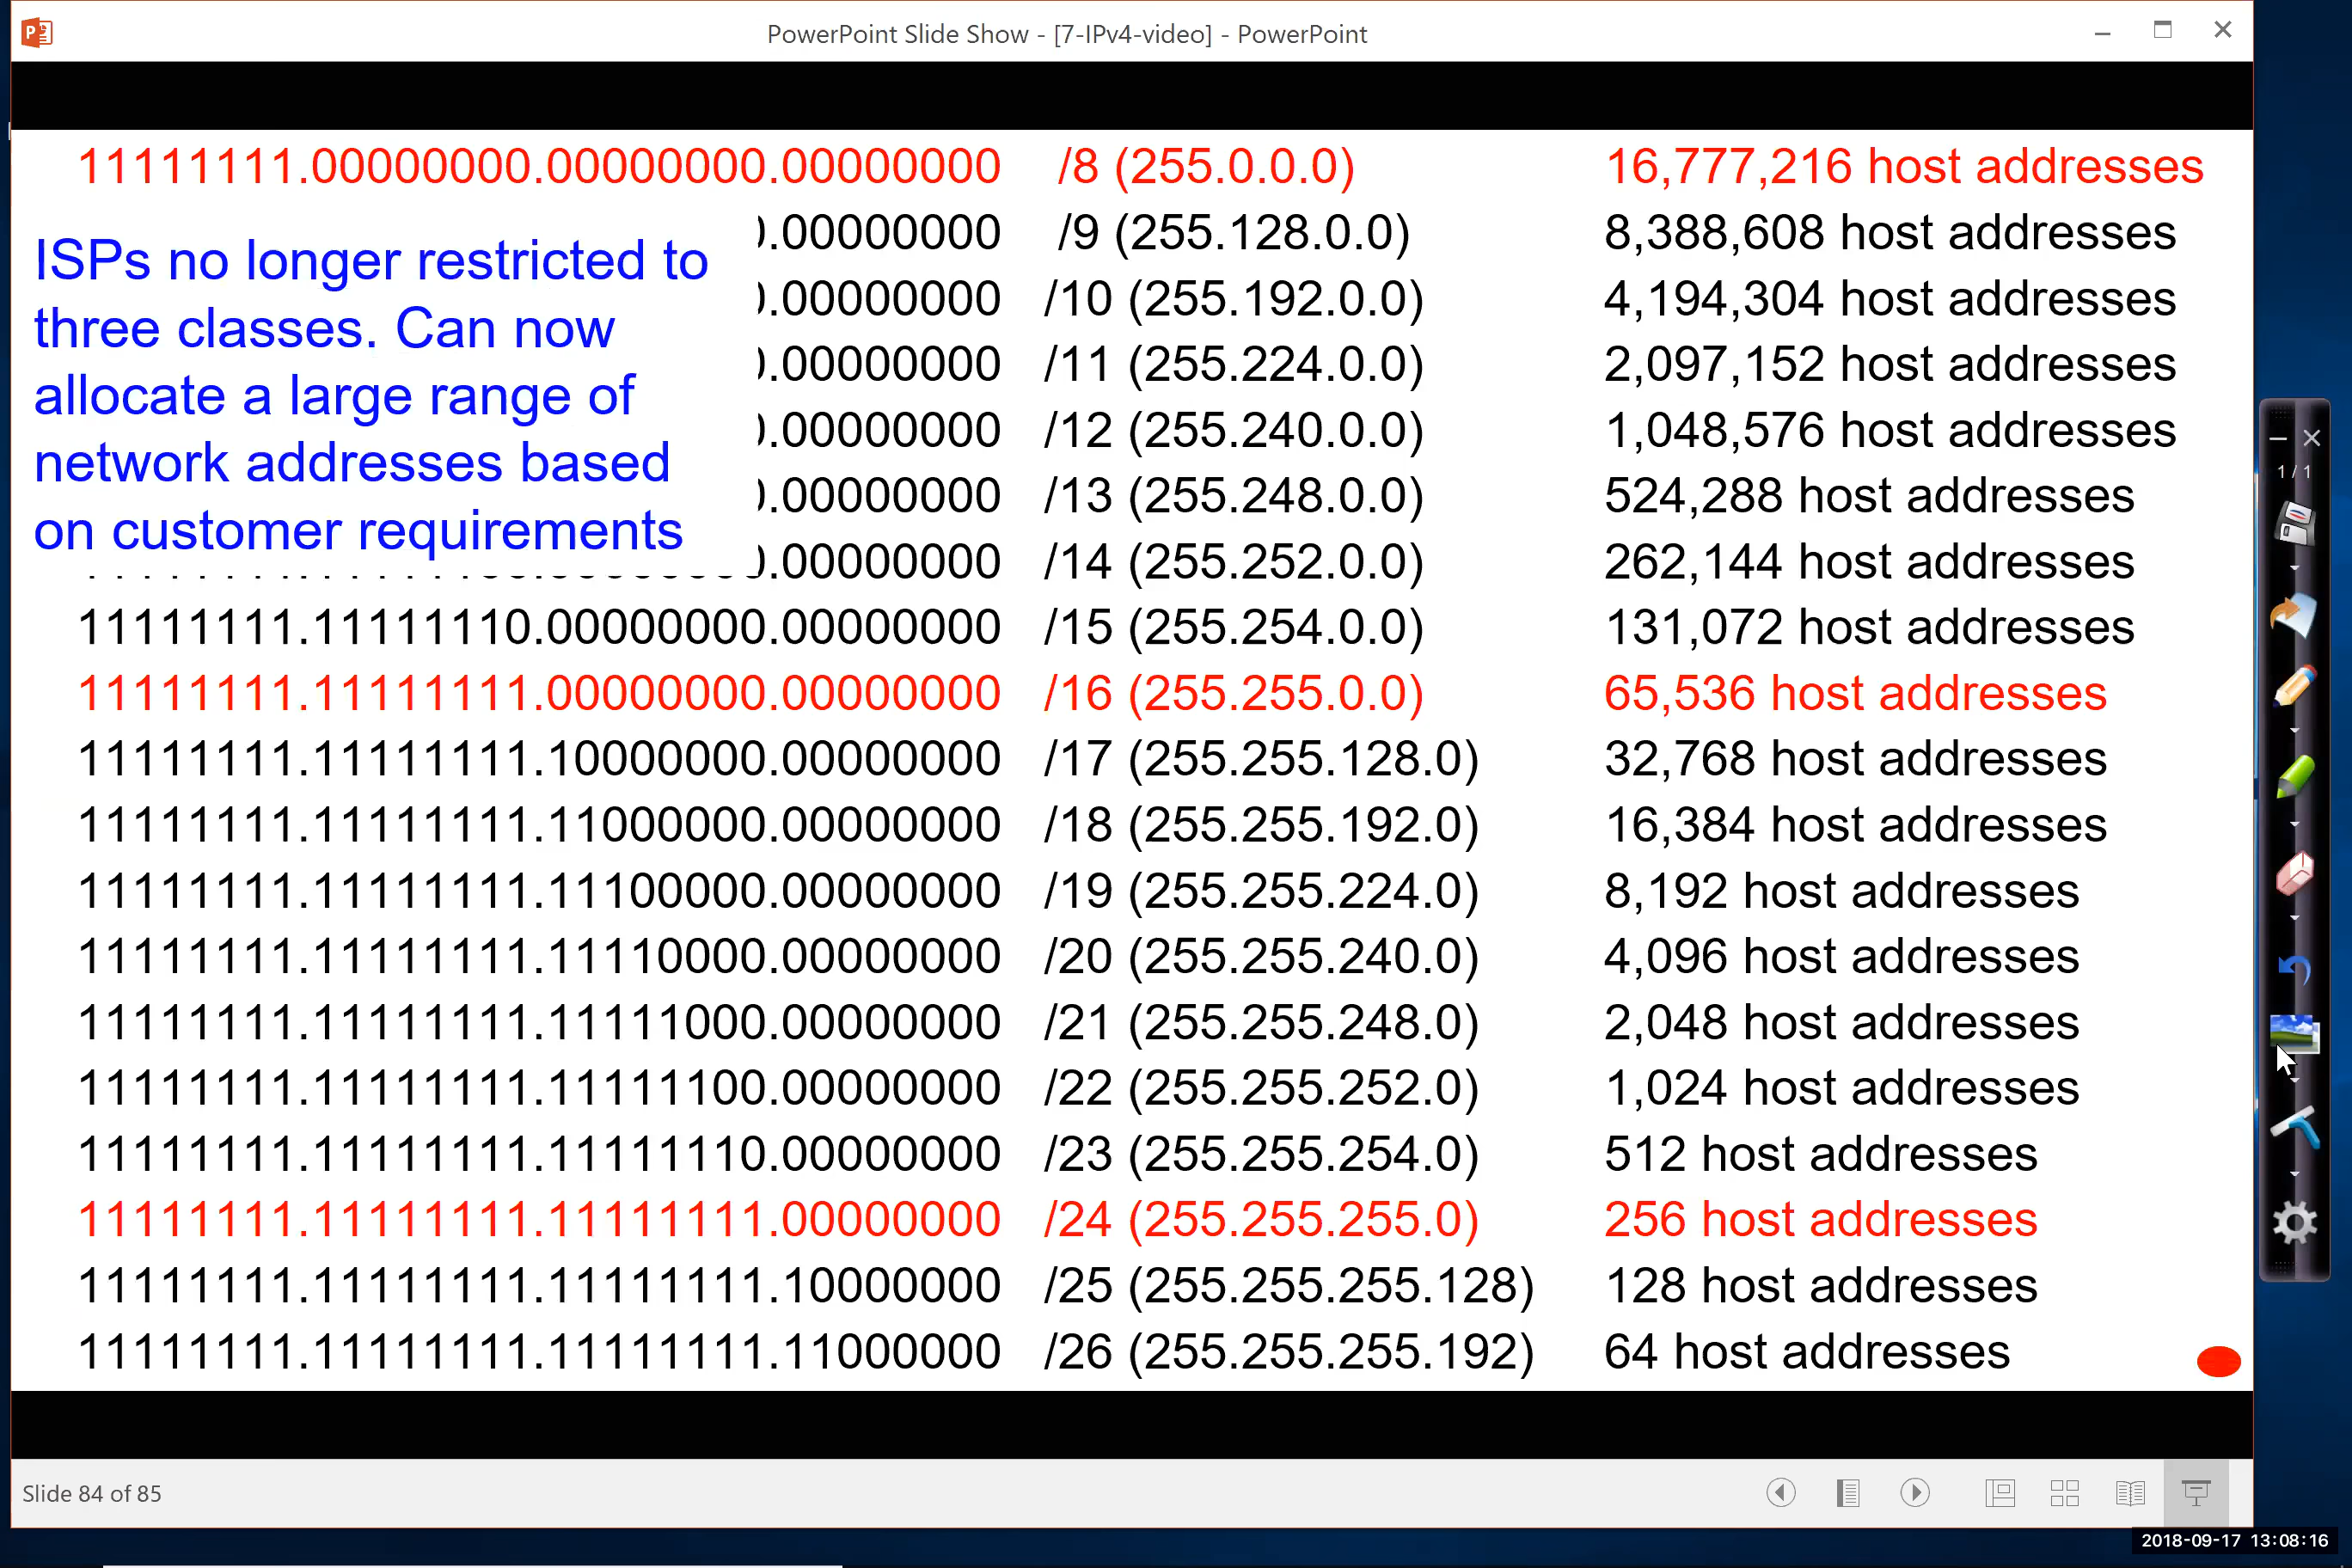 PowerPoint Slide Show - [7-IPv4-video] - PowerPoint
11111111.00000000.00000000.00000000 /8 (255.0.0.0) 16,777,216 host addresses
.00000000 /9 (255.128.0.0) 8,388,608 host addresses
ISPs no longer restricted to
three classes. Can now
allocate a large range of
network addresses based
on customer requirements
.00000000 /10 (255.192.0.0) 4,194,304 host addresses
.00000000 /11 (255.224.0.0) 2,097,152 host addresses
.00000000 /12 (255.240.0.0) 1,048,576 host addresses
.00000000 /13 (255.248.0.0) 524,288 host addresses
.00000000 /14 (255.252.0.0) 262,144 host addresses
11111111.11111110.00000000.00000000 /15 (255.254.0.0) 131,072 host addresses
11111111.11111111.00000000.00000000 /16 (255.255.0.0) 65,536 host addresses
11111111.11111111.10000000.00000000 /17 (255.255.128.0) 32,768 host addresses
11111111.11111111.11000000.00000000 /18 (255.255.192.0) 16,384 host addresses
11111111.11111111.11100000.00000000 /19 (255.255.224.0) 8,192 host addresses
11111111.11111111.11110000.00000000 /20 (255.255.240.0) 4,096 host addresses
11111111.11111111.11111000.00000000 /21 (255.255.248.0) 2,048 host addresses
11111111.11111111.11111100.00000000 /22 (255.255.252.0) 1,024 host addresses
11111111.11111111.11111110.00000000 /23 (255.255.254.0) 512 host addresses
11111111.11111111.11111111.00000000 /24 (255.255.255.0) 256 host addresses
11111111.11111111.11111111.10000000 /25 (255.255.255.128) 128 host addresses
11111111.11111111.11111111.11000000 /26 (255.255.255.192) 64 host addresses
1 / 1
Slide 84 of 85
2018-09-17 13:08:16